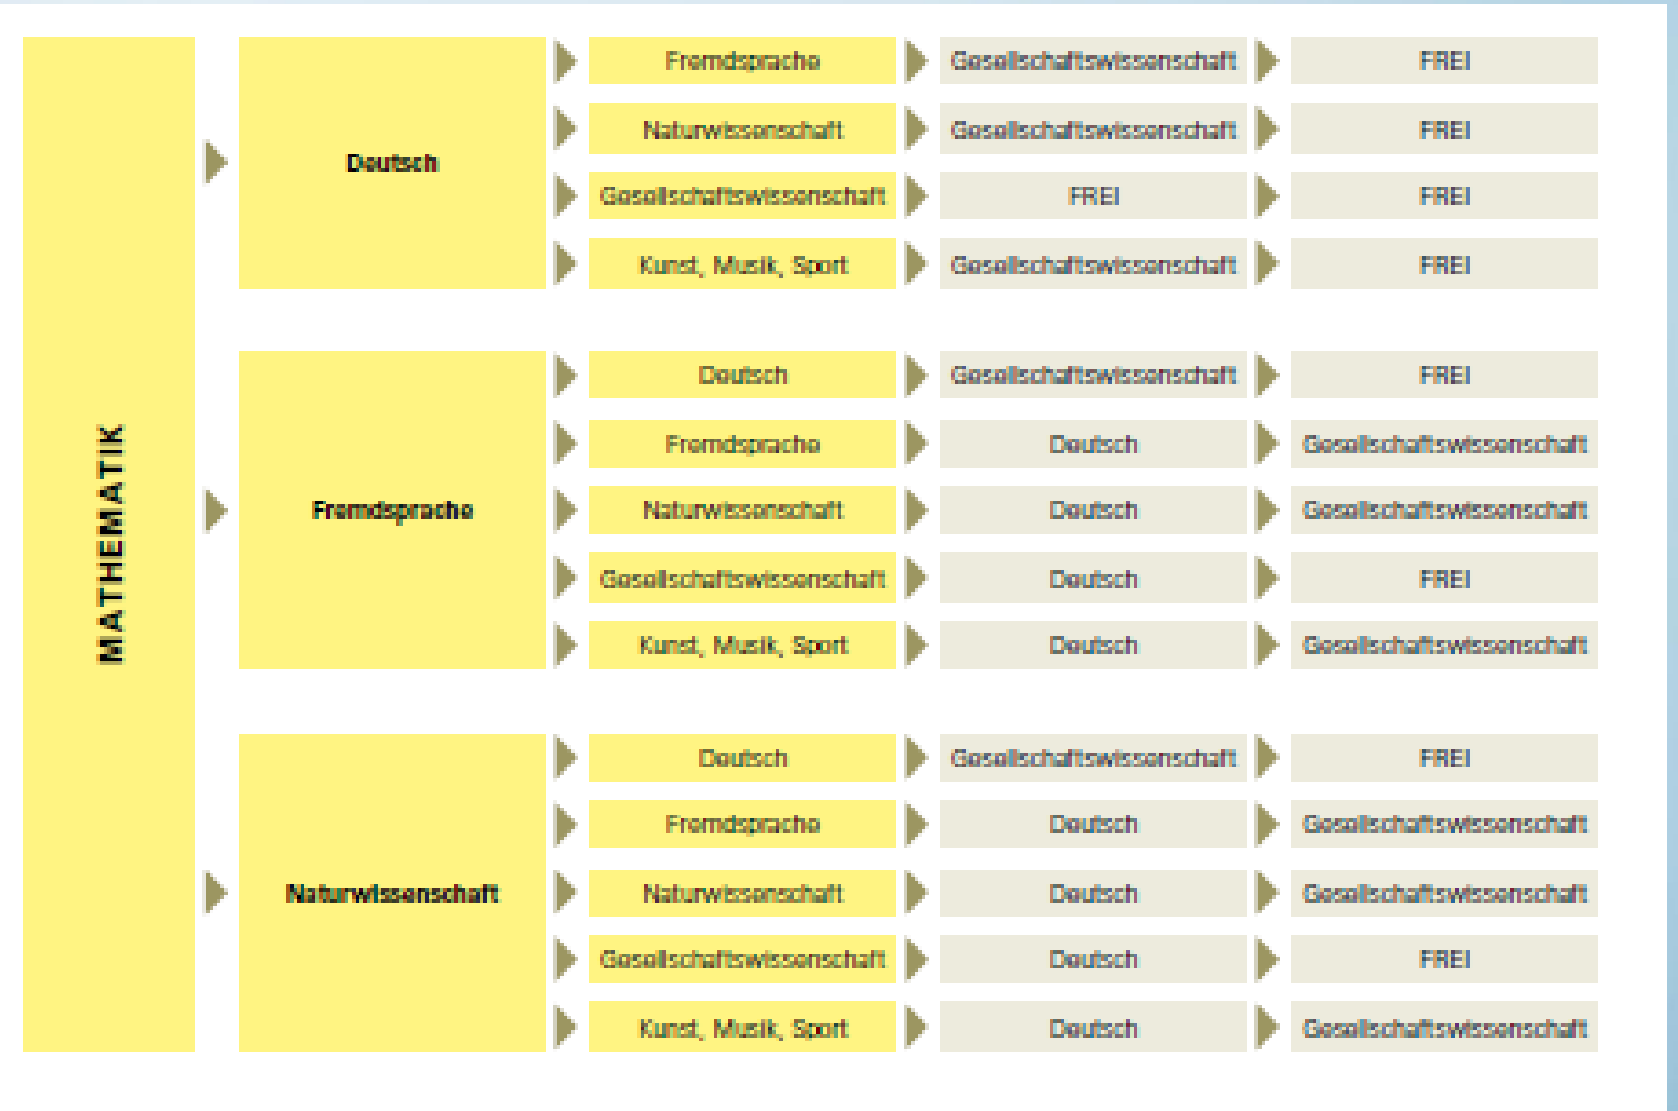 MATHEMATIK
Deutsch
Fremdsprache
Gesellschaftswissenschaft
FREI
Naturwissenschaft
Gesellschaftswissenschaft
FREI
Gesellschaftswissenschaft
FREI
FREI
Kunst, Musik, Sport
Gesellschaftswissenschaft
FREI
Fremdsprache
Deutsch
Gesellschaftswissenschaft
FREI
Fremdsprache
Deutsch
Gesellschaftswissenschaft
Naturwissenschaft
Deutsch
Gesellschaftswissenschaft
Gesellschaftswissenschaft
Deutsch
FREI
Kunst, Musik, Sport
Deutsch
Gesellschaftswissenschaft
Naturwissenschaft
Deutsch
Gesellschaftswissenschaft
FREI
Fremdsprache
Deutsch
Gesellschaftswissenschaft
Naturwissenschaft
Deutsch
Gesellschaftswissenschaft
Gesellschaftswissenschaft
Deutsch
FREI
Kunst, Musik, Sport
Deutsch
Gesellschaftswissenschaft